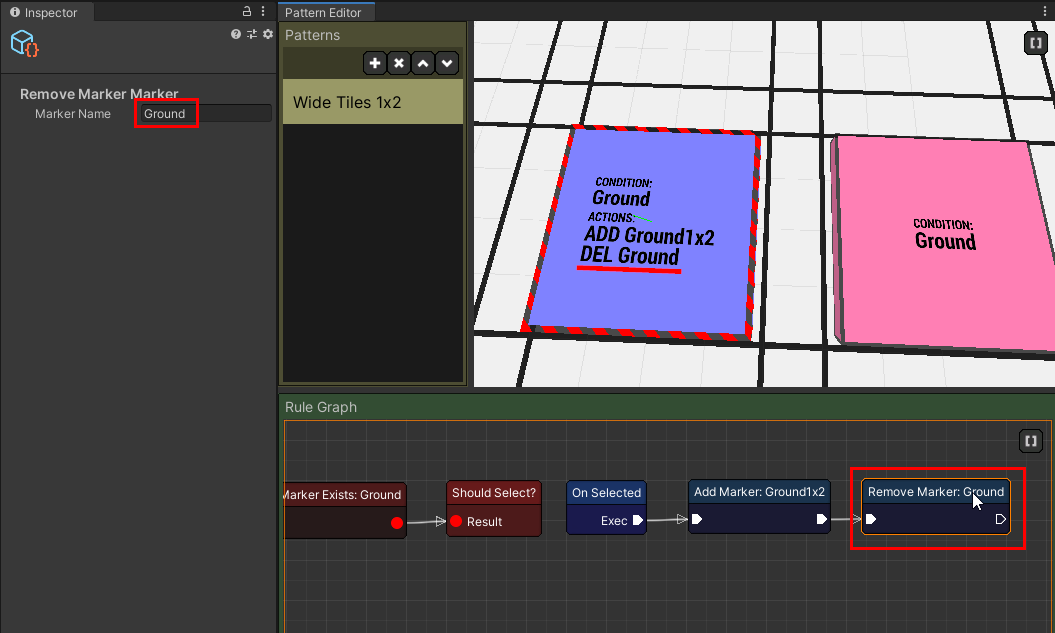 Inspector
Remove Marker Marker
Marker Name
Ground
Pattern Editor
Patterns
Wide Tiles 1x2
CONDITION:
Ground
ACTIONS:
ADD Ground1x2
DEL Ground
CONDITION:
Ground
Rule Graph
Marker Exists: Ground
Should Select?
Result
On Selected
Exec
Add Marker: Ground1x2
Remove Marker: Ground